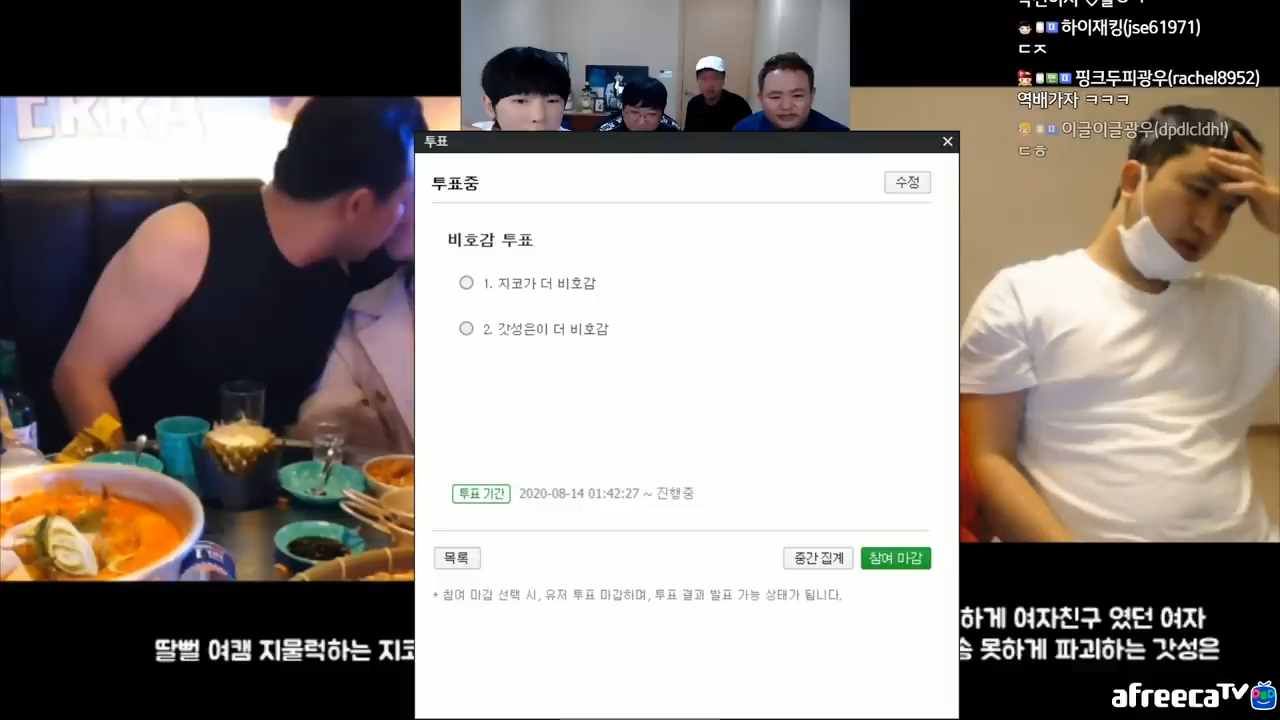 하이재킹(jse61971)
ㄷㅈ
핑크두피광우(rachel8952)
역배가자 ㅋㅋㅋ
이글이글광우(dpdlcldhl)
ㄷㅎ
투표
투표중
수정
비호감 투표
1. 지코가 더 비호감
2. 갓성은이 더 비호감
투표 기간 2020-08-14 01:42:27 ~ 진행중
목록 중간 집계 참여 마감
* 참여 마감 선택 시, 유저 투표 마감하며, 투표 결과 발표 가능 상태가 됩니다.
딸뻘 여캠 지물럭하는 지코
하게 여자친구 였던 여자
송 못하게 파괴하는 갓성은
afreecaTV